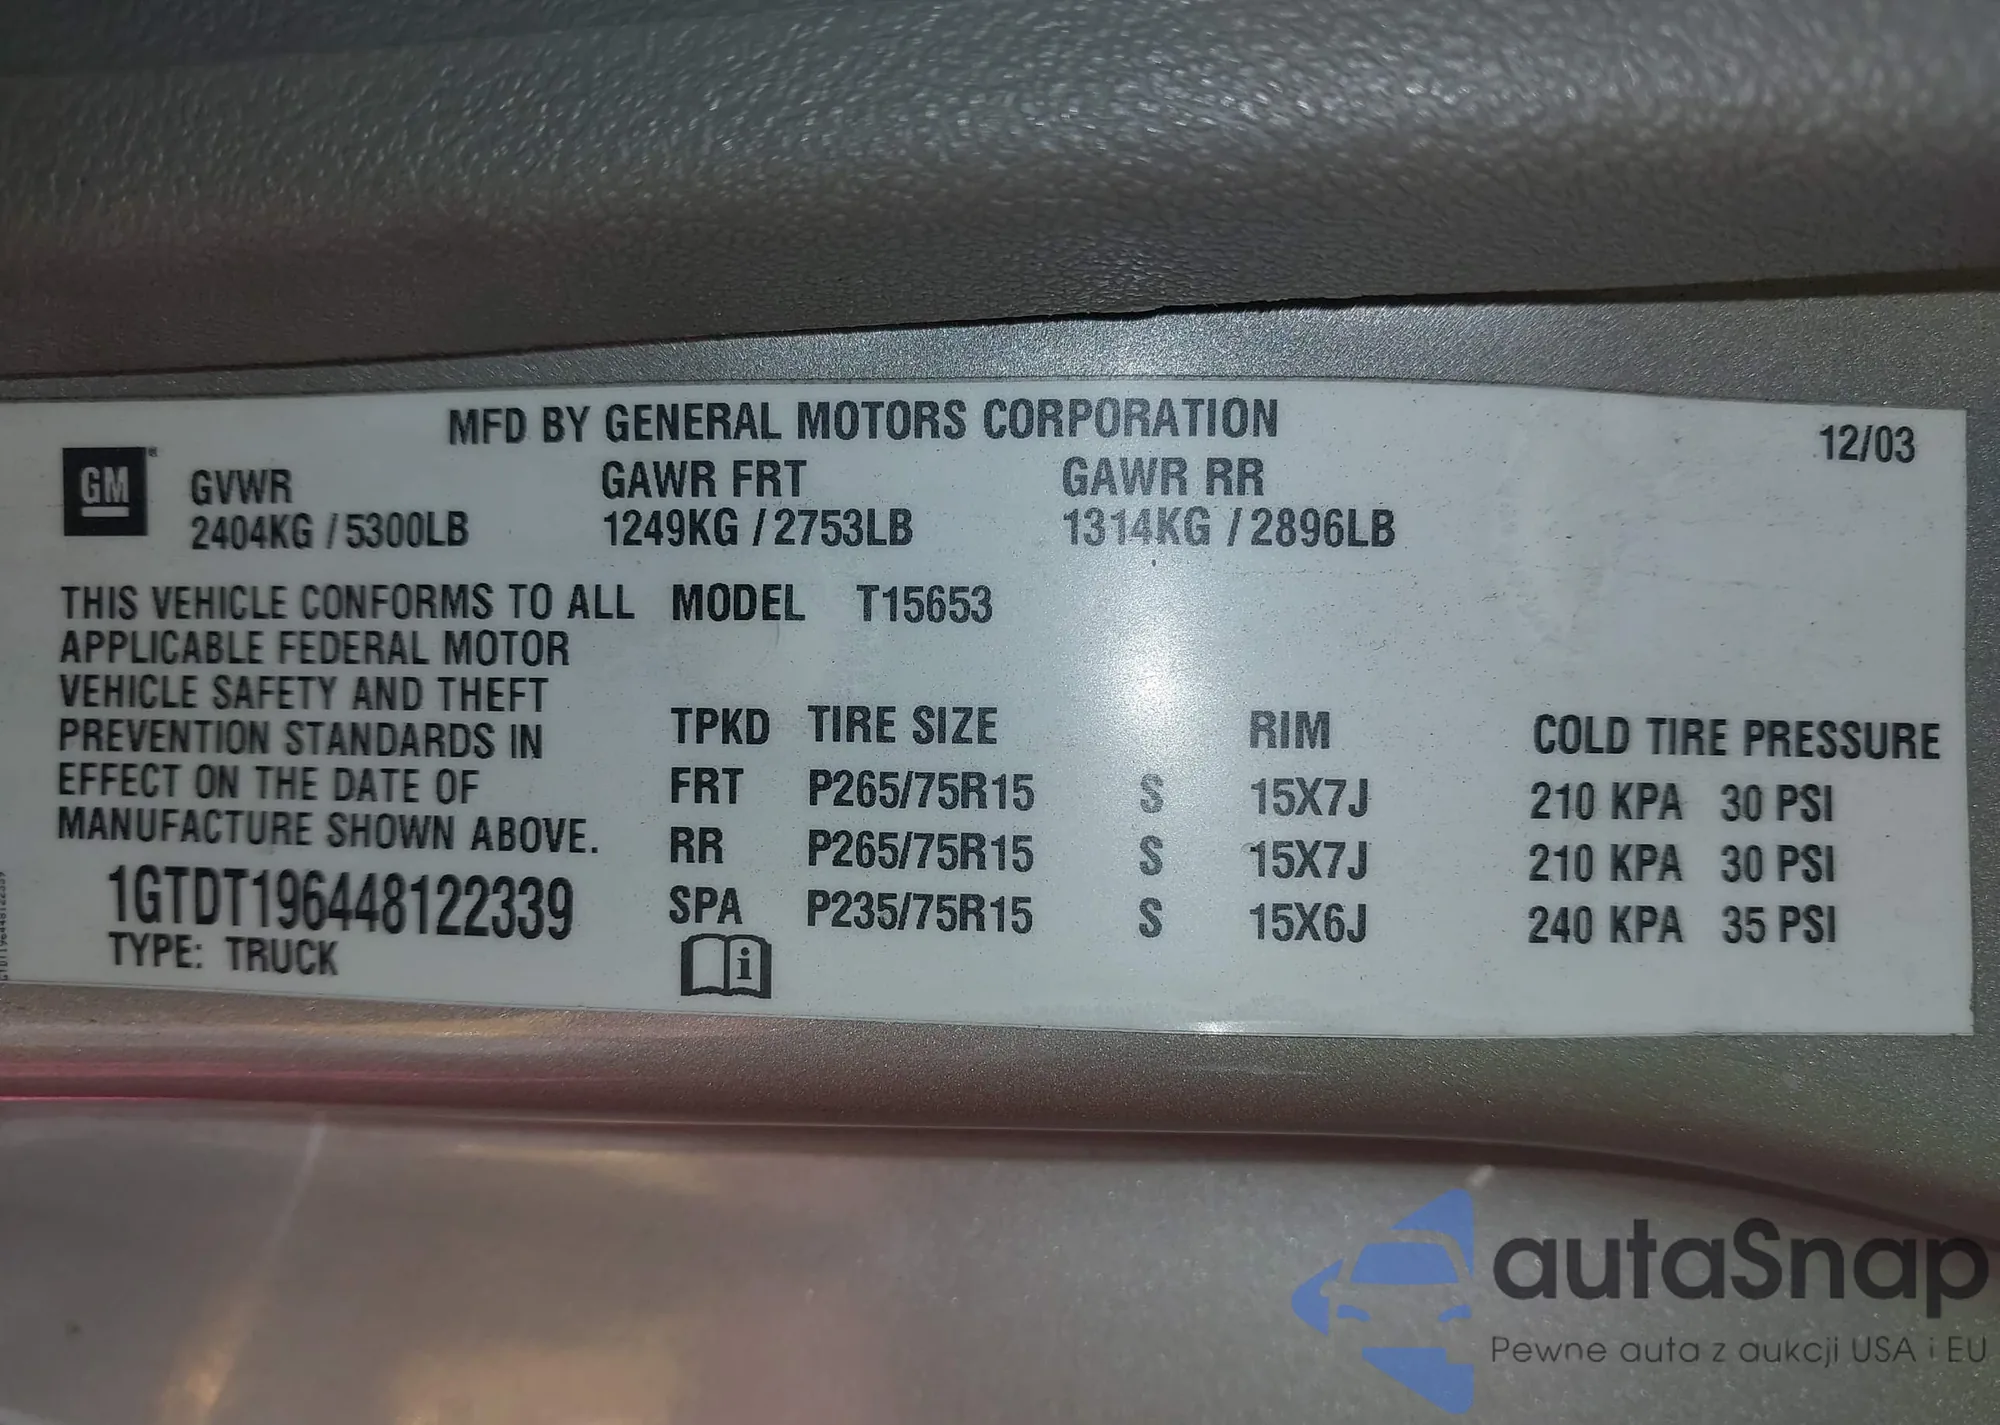 MFD BY GENERAL MOTORS CORPORATION
12/03
GM
GVWR GAWR FRT GAWR RR
2404KG / 5300LB 1249KG / 2753LB 1314KG / 2896LB
THIS VEHICLE CONFORMS TO ALL
APPLICABLE FEDERAL MOTOR
VEHICLE SAFETY AND THEFT
PREVENTION STANDARDS IN
EFFECT ON THE DATE OF
MANUFACTURE SHOWN ABOVE.
1GTDT196448122339
TYPE: TRUCK
MODEL T15653
TPKD TIRE SIZE RIM COLD TIRE PRESSURE
FRT P265/75R15 S 15X7J 210 KPA 30 PSI
RR P265/75R15 S 15X7J 210 KPA 30 PSI
SPA P235/75R15 S 15X6J 240 KPA 35 PSI
i
autaSnap
Pewne auta z aukcji USA i EU